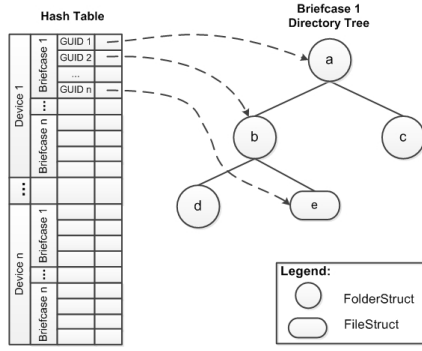 Hash Table
Briefcase 1
Directory Tree
Device 1
Briefcase 1
GUID 1
GUID 2
...
GUID n
...
Briefcase n
...
Device n
Briefcase 1
...
Briefcase n
a
b
c
d
e
Legend:
FolderStruct
FileStruct